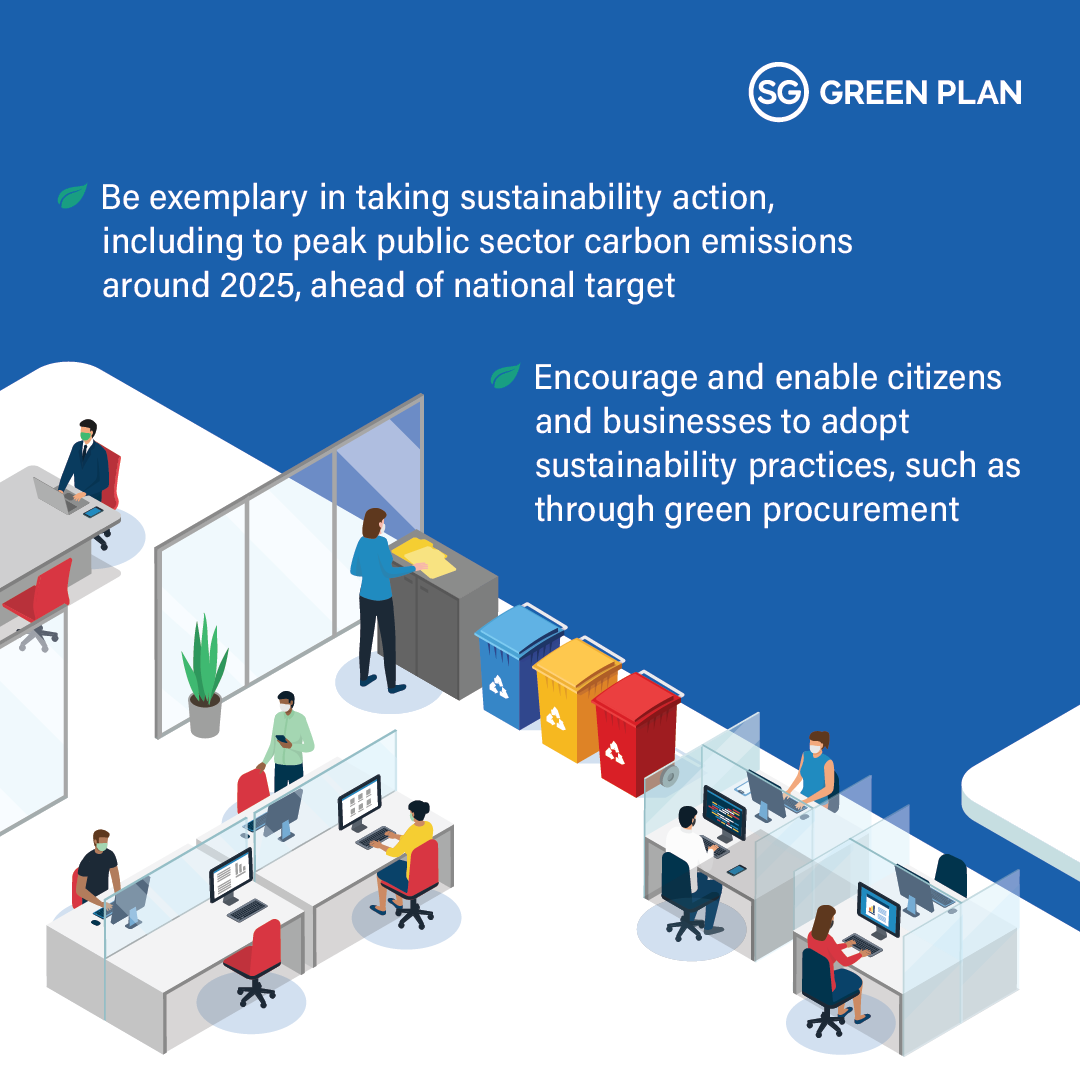 SG GREEN PLAN
Be exemplary in taking sustainability action,
including to peak public sector carbon emissions
around 2025, ahead of national target
Encourage and enable citizens
and businesses to adopt
sustainability practices, such as
through green procurement